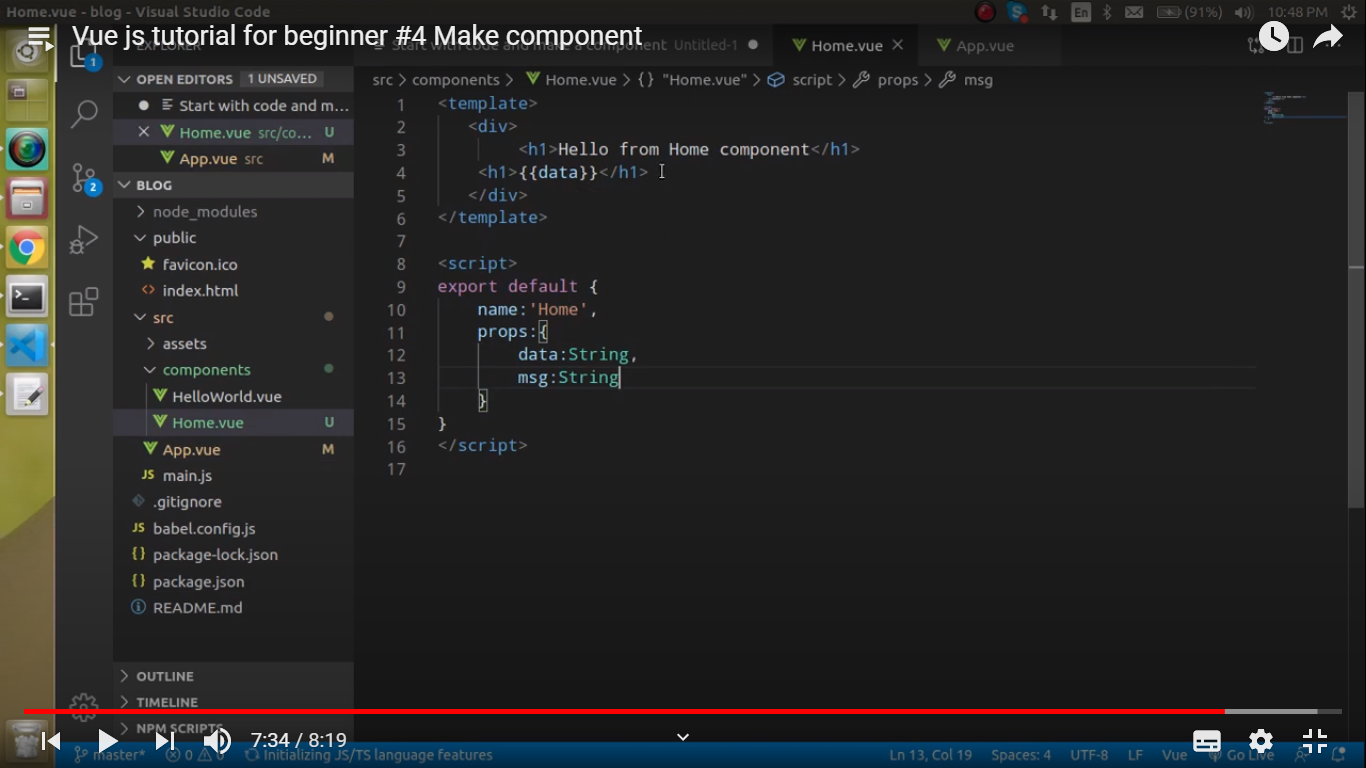 Home.vue - blog - Visual Studio Code
En
(91%)
10:48 PM
Vue js tutorial for beginner #4 Make component
EXPLORER
Start with code and make a component Untitled-1
Home.vue
App.vue
1
OPEN EDITORS 1 UNSAVED
src > components > Home.vue > {} "Home.vue" > script > props > msg
Start with code and m...
Home.vue src/co... U
App.vue src M
2
BLOG
node_modules
public
favicon.ico
index.html
src
assets
components
HelloWorld.vue
Home.vue U
App.vue M
JS main.js
.gitignore
JS babel.config.js
{} package-lock.json
{} package.json
README.md
OUTLINE
TIMELINE
NPM SCRIPTS
1 <template>
2 <div>
3 <h1>Hello from Home component</h1>
4 <h1>{{data}}</h1>
5 </div>
6 </template>
7
8 <script>
9 export default {
10 name:'Home',
11 props:{
12 data:String,
13 msg:String
14 }
15 }
16 </script>
17
7:34 / 8:19
master* 0 0 Initializing JS/TS language features
Ln 13, Col 19 Spaces: 4 UTF-8 LF Vue Go Live